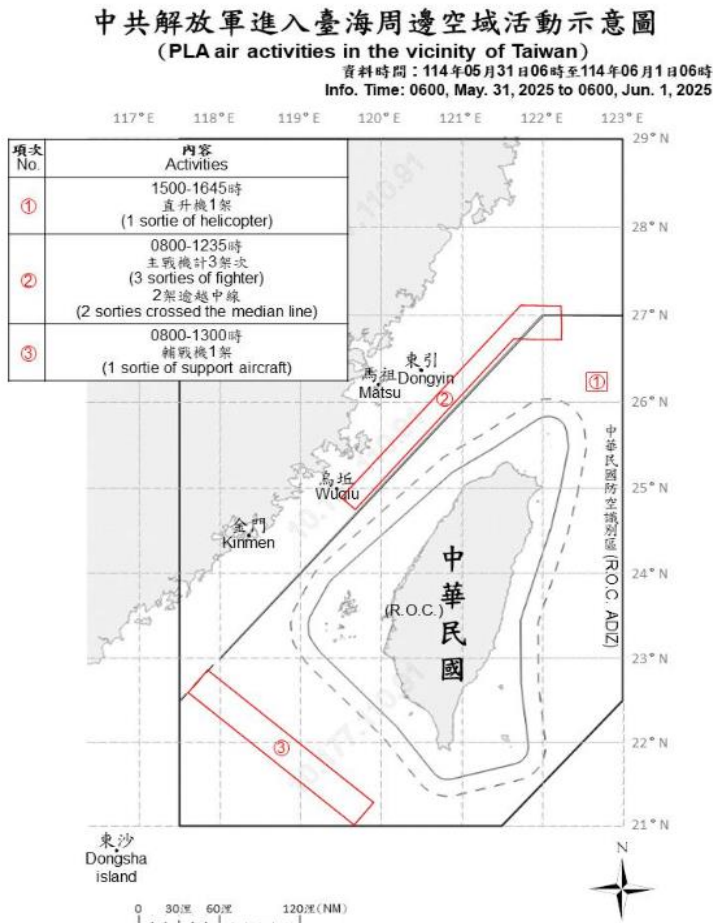 中共解放軍進入臺海周邊空域活動示意圖
(PLA air activities in the vicinity of Taiwan)
資料時間：114年05月31日06時至114年06月1日06時
Info. Time: 0600, May. 31, 2025 to 0600, Jun. 1, 2025
117°E 118°E 119°E 120°E 121°E 122°E 123°E
項次 內容
No. Activities
① 1500-1645時
直升機1架
(1 sortie of helicopter)
② 0800-1235時
主戰機計3架次
(3 sorties of fighter)
2架逾越中線
(2 sorties crossed the median line)
③ 0800-1300時
輔戰機1架
(1 sortie of support aircraft)
29°N
28°N
27°N
26°N
25°N
24°N
23°N
22°N
21°N
東引
Dongyin
馬祖
Matsu
②
①
烏坵
Wuqiu
金門
Kinmen
中華民國
(R.O.C.)
中華民國防空識別區 (R.O.C. ADIZ)
③
東沙
Dongsha
island
N
0 30浬 60浬 120浬(NM)